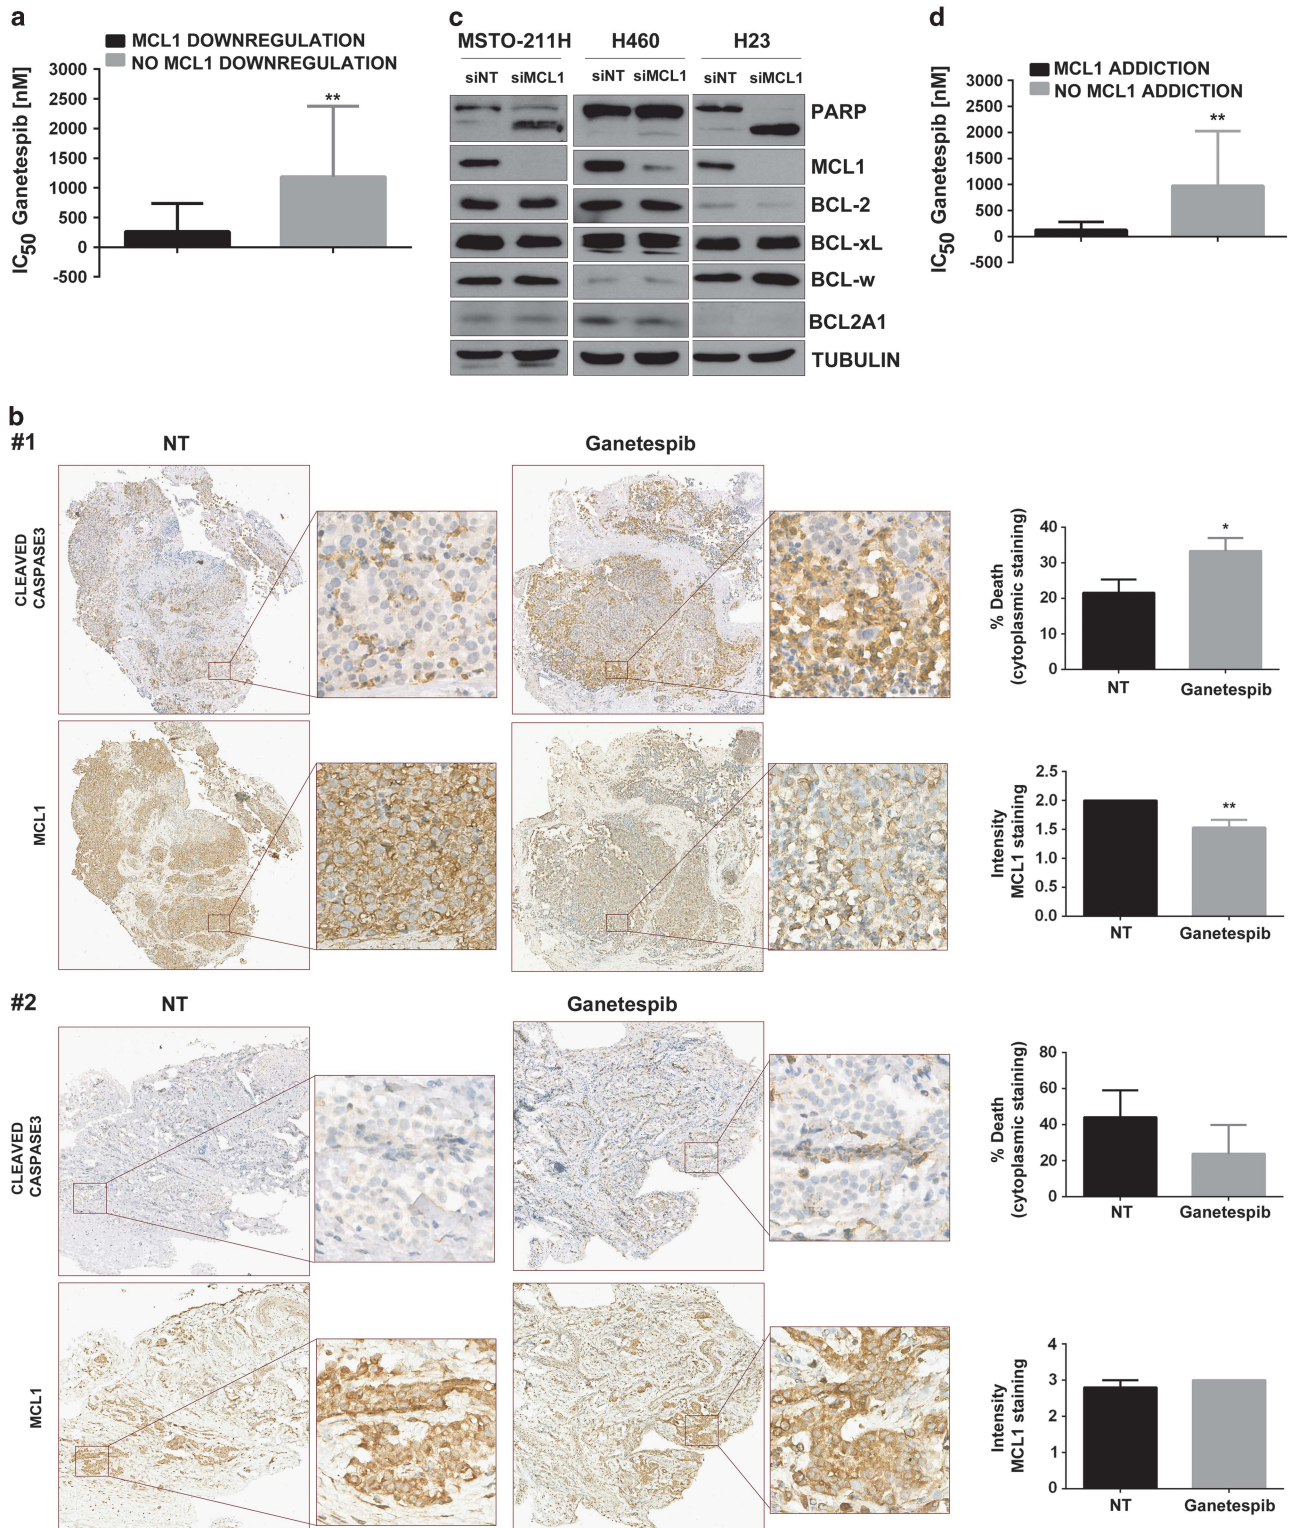 a
MCL1 DOWNREGULATION
NO MCL1 DOWNREGULATION
IC50 Ganetespib [nM]
3000
2500
2000
1500
1000
500
0
-500
**
c
MSTO-211H H460 H23
siNT siMCL1 siNT siMCL1 siNT siMCL1
PARP
MCL1
BCL-2
BCL-xL
BCL-w
BCL2A1
TUBULIN
d
MCL1 ADDICTION
NO MCL1 ADDICTION
IC50 Ganetespib [nM]
3000
2500
2000
1500
1000
500
0
-500
**
b
#1
NT
Ganetespib
CLEAVED
CASPASE3
% Death
(cytoplasmic staining)
40
30
20
10
0
*
NT
Ganetespib
MCL1
Intensity
MCL1 staining
2.5
2.0
1.5
1.0
0.5
0.0
**
NT
Ganetespib
#2
NT
Ganetespib
CLEAVED
CASPASE3
% Death
(cytoplasmic staining)
80
60
40
20
0
NT
Ganetespib
MCL1
Intensity
MCL1 staining
4
3
2
1
0
NT
Ganetespib